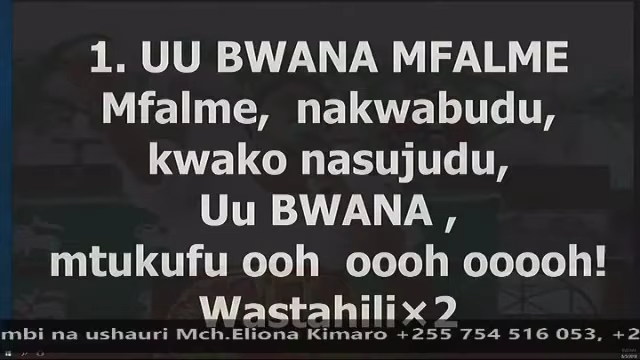 1. UU BWANA MFALME
Mfalme, nakwabudu,
kwako nasujudu,
Uu BWANA ,
mtukufu ooh oooh ooooh!
Wastahili×2
mbi na ushauri Mch.Eliona Kimaro +255 754 516 053, +2